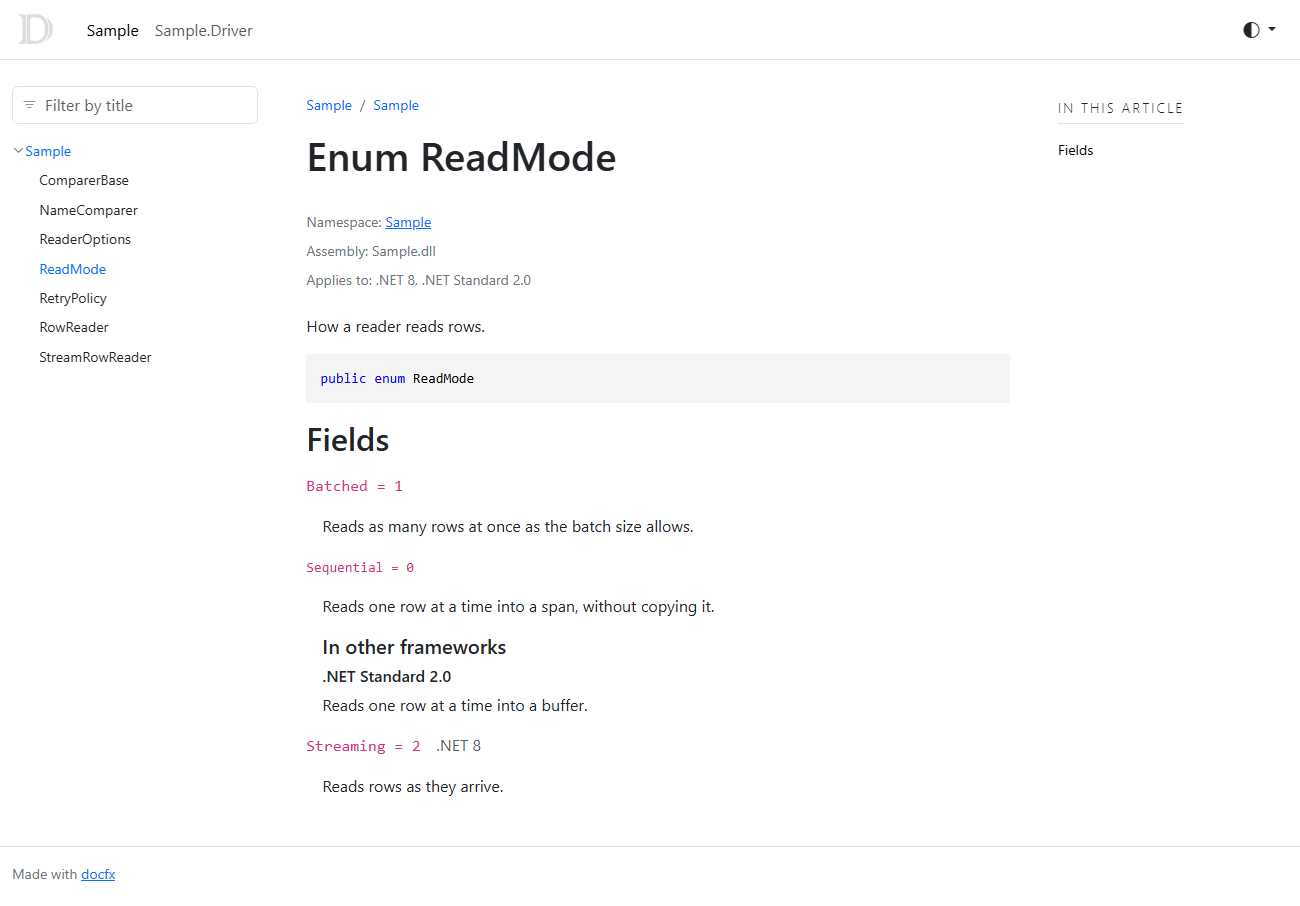 Sample Sample.Driver
Filter by title
Sample
ComparerBase
NameComparer
ReaderOptions
ReadMode
RetryPolicy
RowReader
StreamRowReader
Sample / Sample
Enum ReadMode
Namespace: Sample
Assembly: Sample.dll
Applies to: .NET 8, .NET Standard 2.0
How a reader reads rows.
public enum ReadMode
Fields
Batched = 1
Reads as many rows at once as the batch size allows.
Sequential = 0
Reads one row at a time into a span, without copying it.
In other frameworks
.NET Standard 2.0
Reads one row at a time into a buffer.
Streaming = 2 .NET 8
Reads rows as they arrive.
IN THIS ARTICLE
Fields
Made with docfx